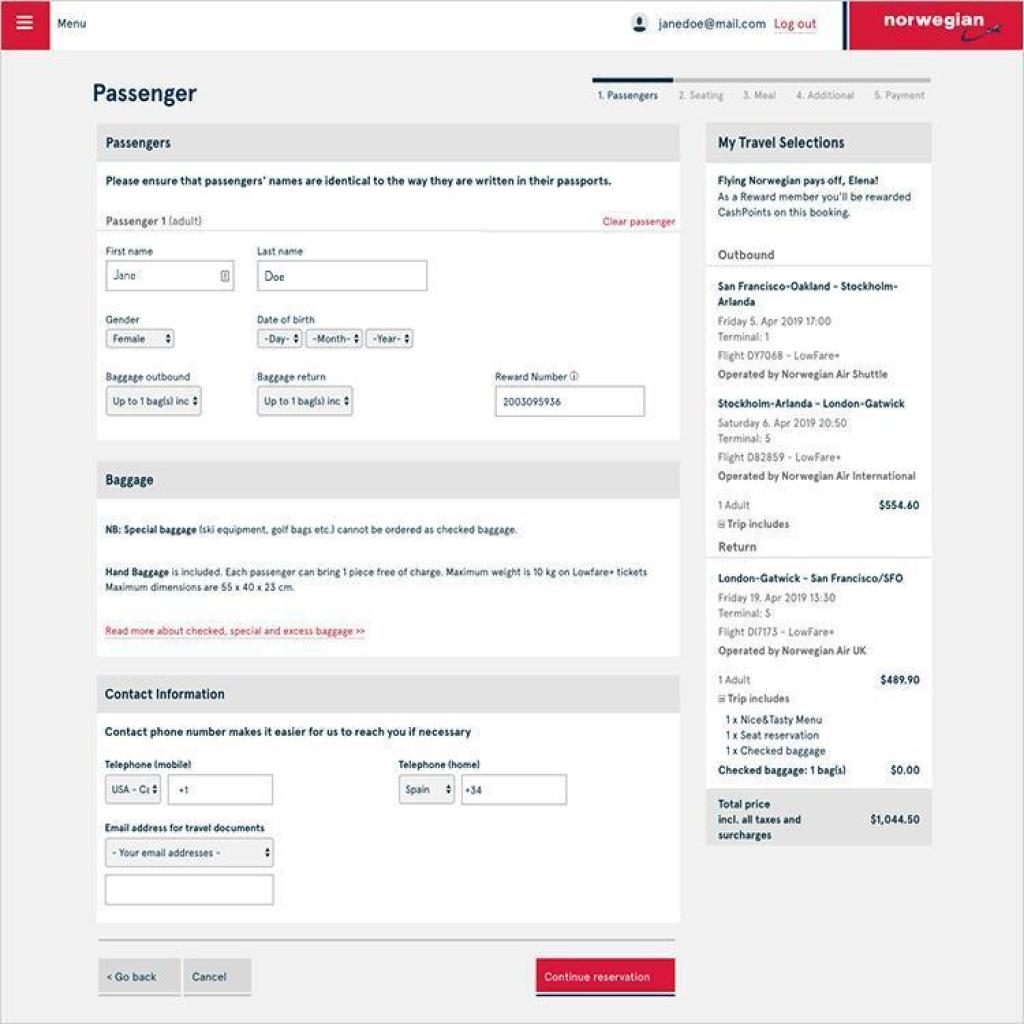 Menu
janedoe@mail.com Log out
norwegian
Passenger
1. Passengers 2. Seating 3. Meal 4. Additional 5. Payment
Passengers
Please ensure that passengers' names are identical to the way they are written in their passports.
Passenger 1 (adult) Clear passenger
First name Last name
Jane Doe
Gender Date of birth
Female -Day- -Month- -Year-
Baggage outbound Baggage return Reward Number
Up to 1 bag(s) inc Up to 1 bag(s) inc 2003095936
Baggage
NB: Special baggage (ski equipment, golf bags etc.) cannot be ordered as checked baggage.
Hand Baggage is included. Each passenger can bring 1 piece free of charge. Maximum weight is 10 kg on Lowfare+ tickets
Maximum dimensions are 55 x 40 x 23 cm.
Read more about checked, special and excess baggage >>
Contact Information
Contact phone number makes it easier for us to reach you if necessary
Telephone (mobile) Telephone (home)
USA - Ca +1 Spain +34
Email address for travel documents
- Your email addresses -
< Go back Cancel Continue reservation
My Travel Selections
Flying Norwegian pays off, Elena!
As a Reward member you'll be rewarded
CashPoints on this booking.
Outbound
San Francisco-Oakland - Stockholm-
Arlanda
Friday 5. Apr 2019 17:00
Terminal: 1
Flight DY7068 - LowFare+
Operated by Norwegian Air Shuttle
Stockholm-Arlanda - London-Gatwick
Saturday 6. Apr 2019 20:50
Terminal: 5
Flight D82859 - LowFare+
Operated by Norwegian Air International
1 Adult $554.60
Trip includes
Return
London-Gatwick - San Francisco/SFO
Friday 19. Apr 2019 13:30
Terminal: S
Flight DI7173 - LowFare+
Operated by Norwegian Air UK
1 Adult $489.90
Trip includes
1 x Nice&Tasty Menu
1 x Seat reservation
1 x Checked baggage
Checked baggage: 1 bag(s) $0.00
Total price
incl. all taxes and $1,044.50
surcharges